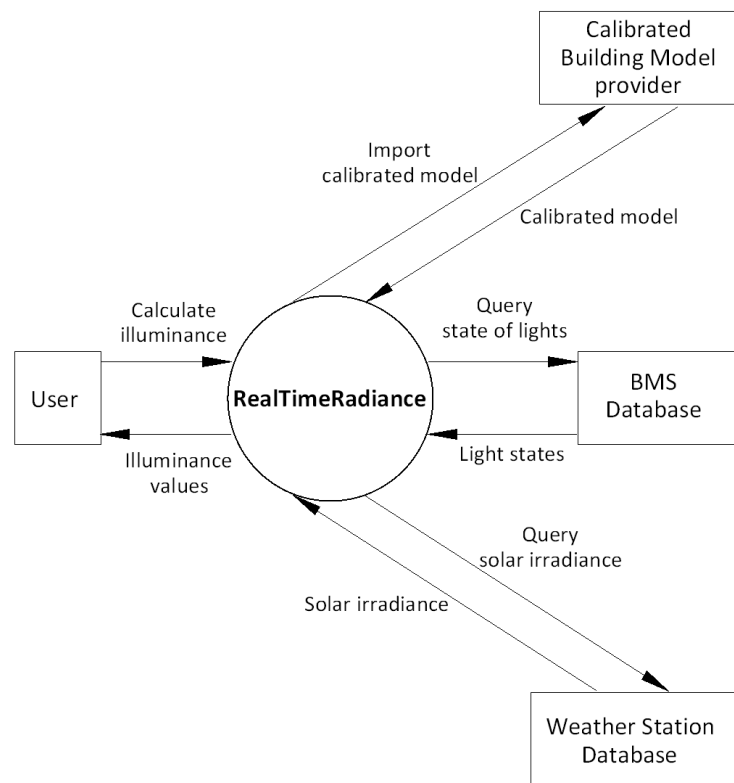 Calibrated
Building Model
provider
Import
calibrated model
Calibrated model
Calculate
illuminance
Query
state of lights
User
RealTimeRadiance
BMS
Database
Illuminance
values
Light states
Query
solar irradiance
Solar irradiance
Weather Station
Database